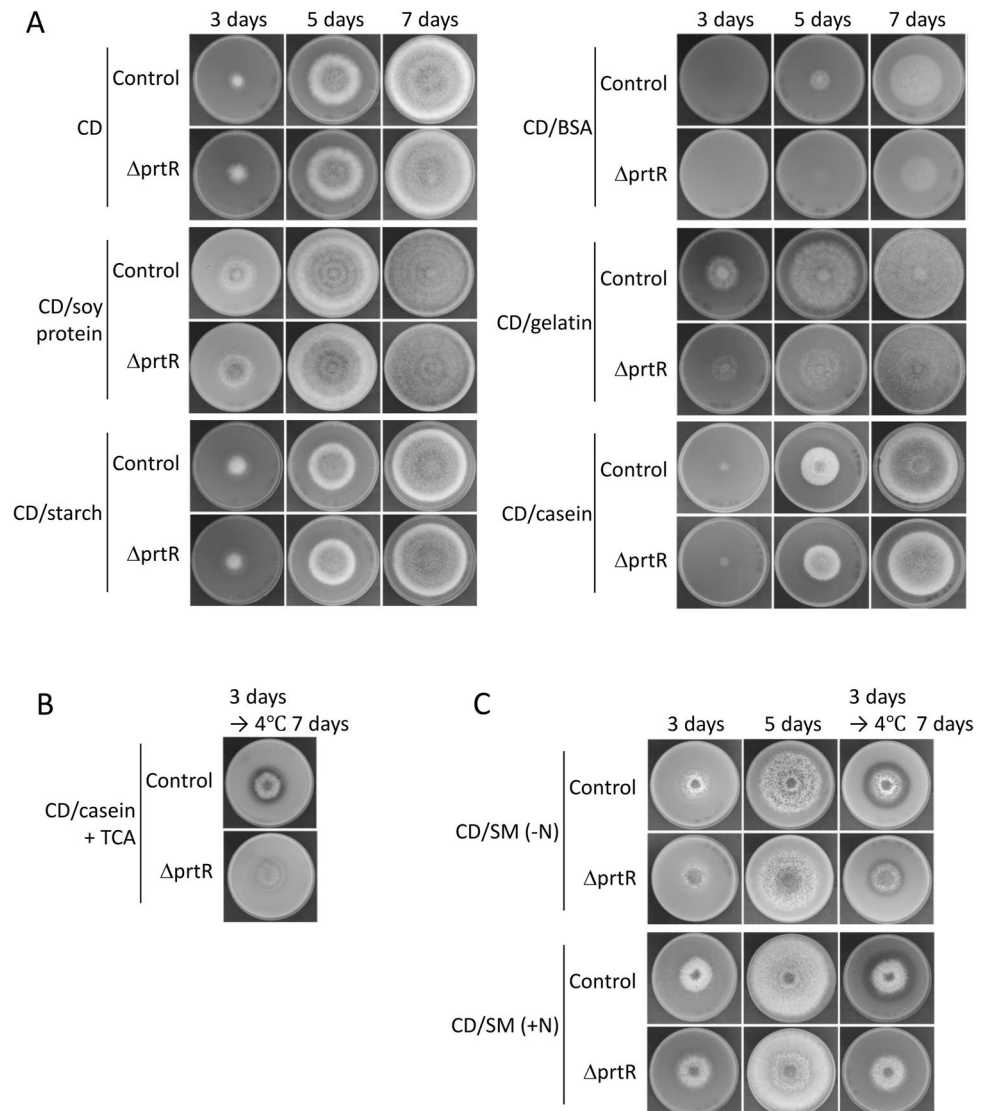 A
3 days 5 days 7 days
CD
Control
ΔprtR
CD/soy
protein
Control
ΔprtR
CD/starch
Control
ΔprtR
3 days 5 days 7 days
CD/BSA
Control
ΔprtR
CD/gelatin
Control
ΔprtR
CD/casein
Control
ΔprtR
B
3 days
→ 4℃ 7 days
CD/casein
+ TCA
Control
ΔprtR
C
3 days 5 days
3 days
→ 4℃ 7 days
CD/SM (-N)
Control
ΔprtR
CD/SM (+N)
Control
ΔprtR